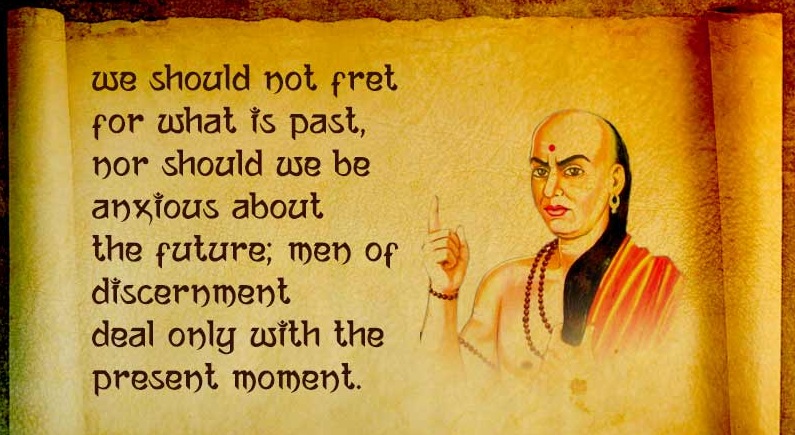 we should not fret
for what is past,
nor should we be
anxious about
the future; men of
discernment
deal only with the
present moment.